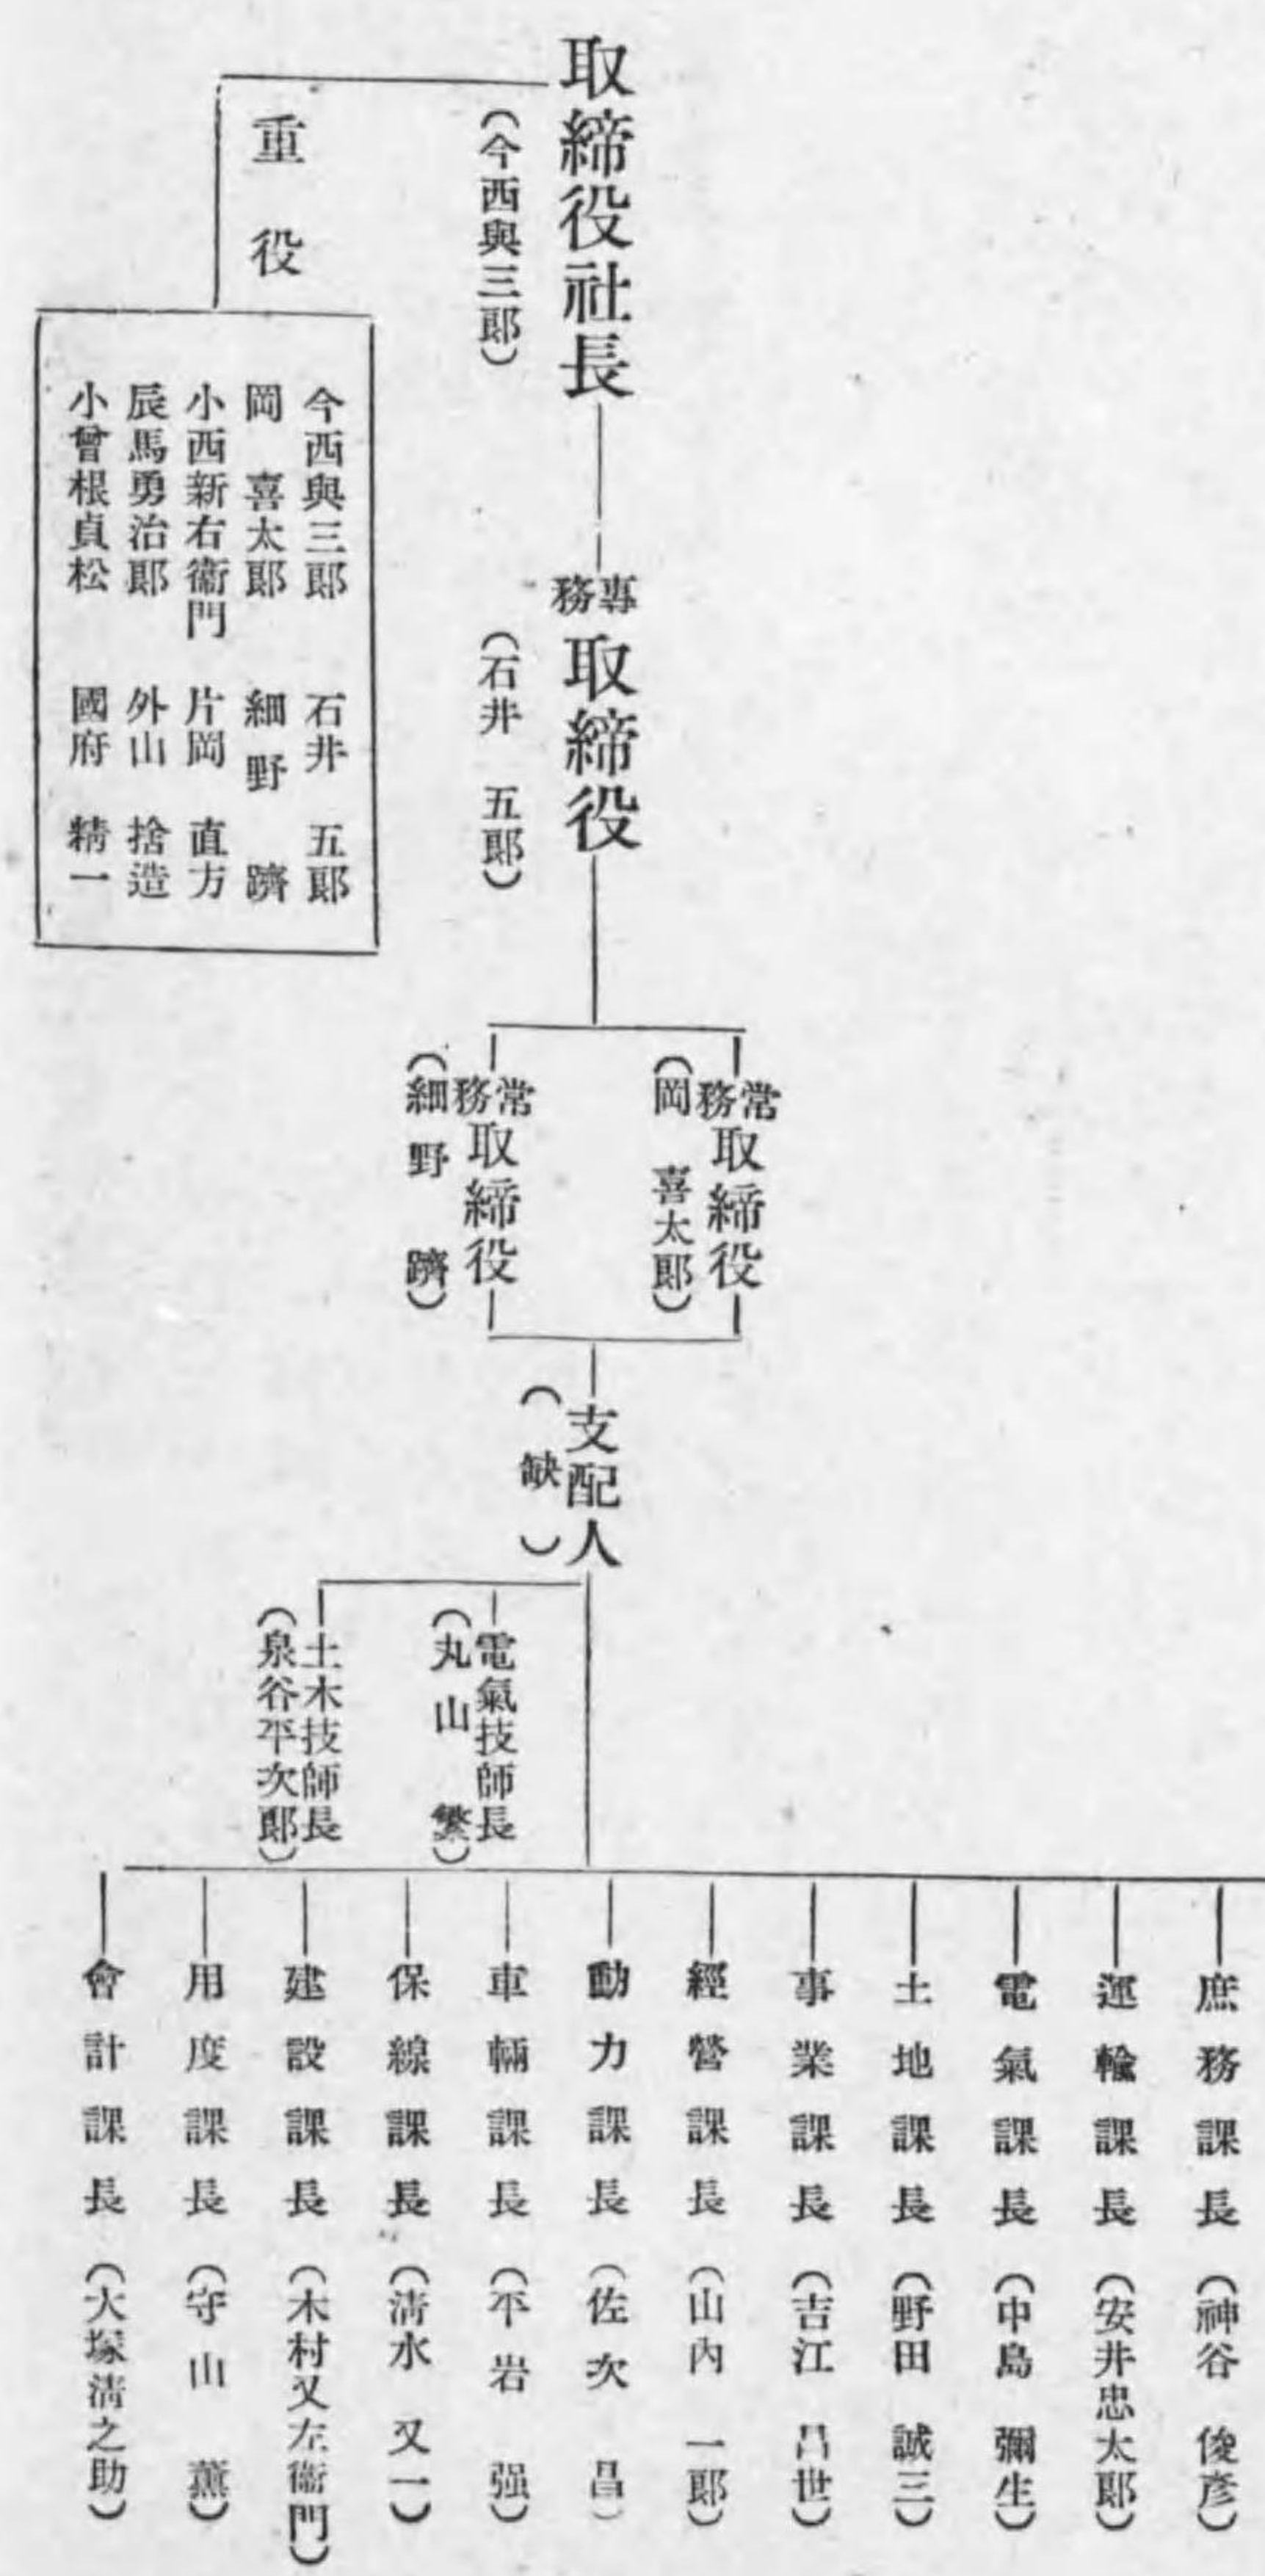 取締役社長
（今西與三郎）
重役
今西與三郎　石井　五郎
岡　喜太郎　細野　躋
小西新右衞門　片岡　直方
辰馬勇治郎　外山　捨造
小曾根貞松　國府　精一
專務取締役
（石井　五郎）
常務取締役
（岡　喜太郎）
常務取締役
（細野　躋）
支配人
（缺）
電氣技師長
（丸山　繁）
土木技師長
（泉谷平次郎）
庶務課長（神谷　俊彦）
運輸課長（安井忠太郎）
電氣課長（中島　彌生）
土地課長（野田　誠三）
事業課長（吉江　昌世）
經營課長（山内　一郎）
動力課長（佐次　昌）
車輛課長（平岩　强）
保線課長（淸水　又一）
建設課長（木村又左衞門）
用度課長（守山　薰）
會計課長（大塚淸之助）